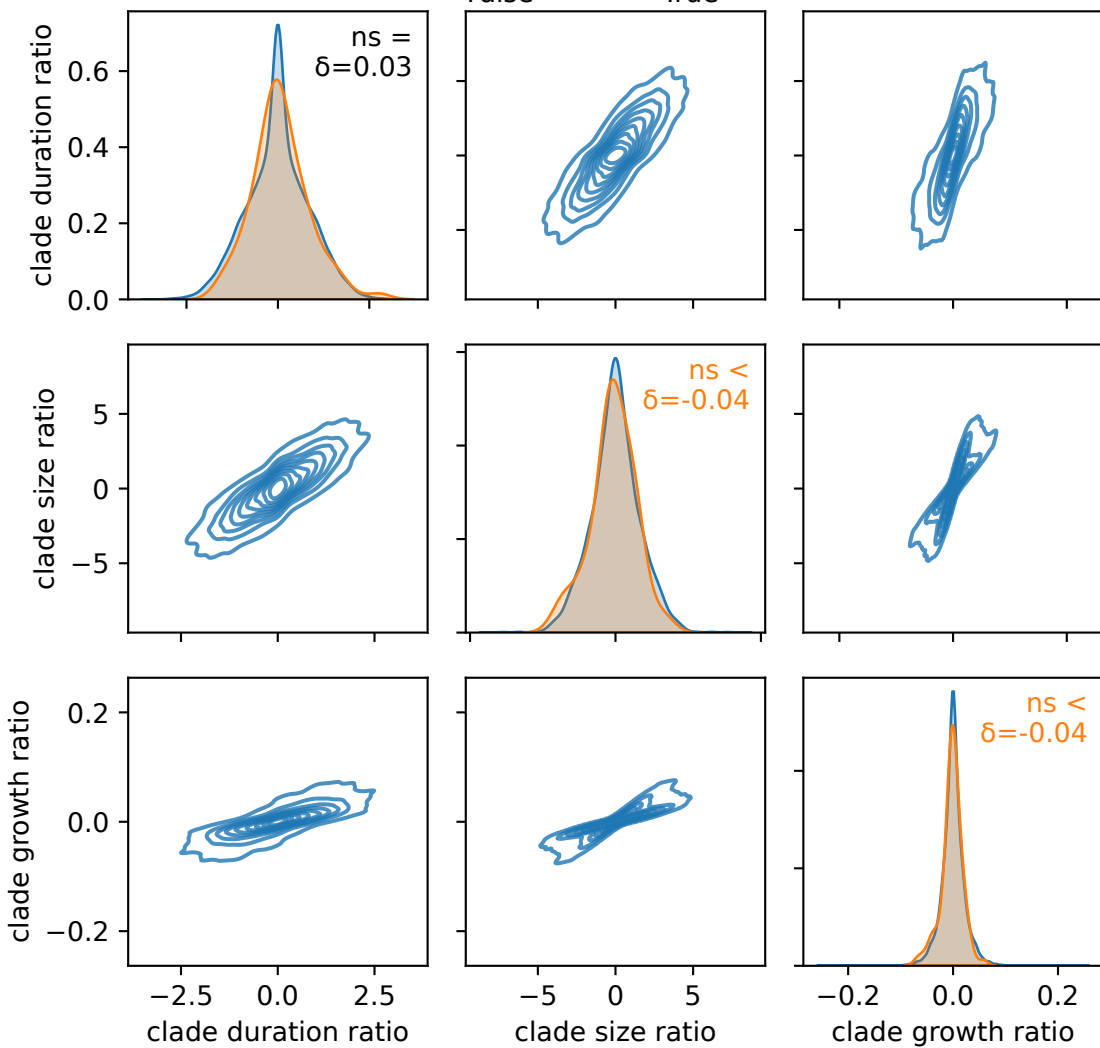 ns =
δ=0.03
clade duration ratio
0.6
0.4
0.2
0.0
ns <
δ=-0.04
clade size ratio
5
0
−5
ns <
δ=-0.04
clade growth ratio
0.2
0.0
−0.2
−2.5 0.0 2.5 −5 0 5 −0.2 0.0 0.2
clade duration ratio clade size ratio clade growth ratio